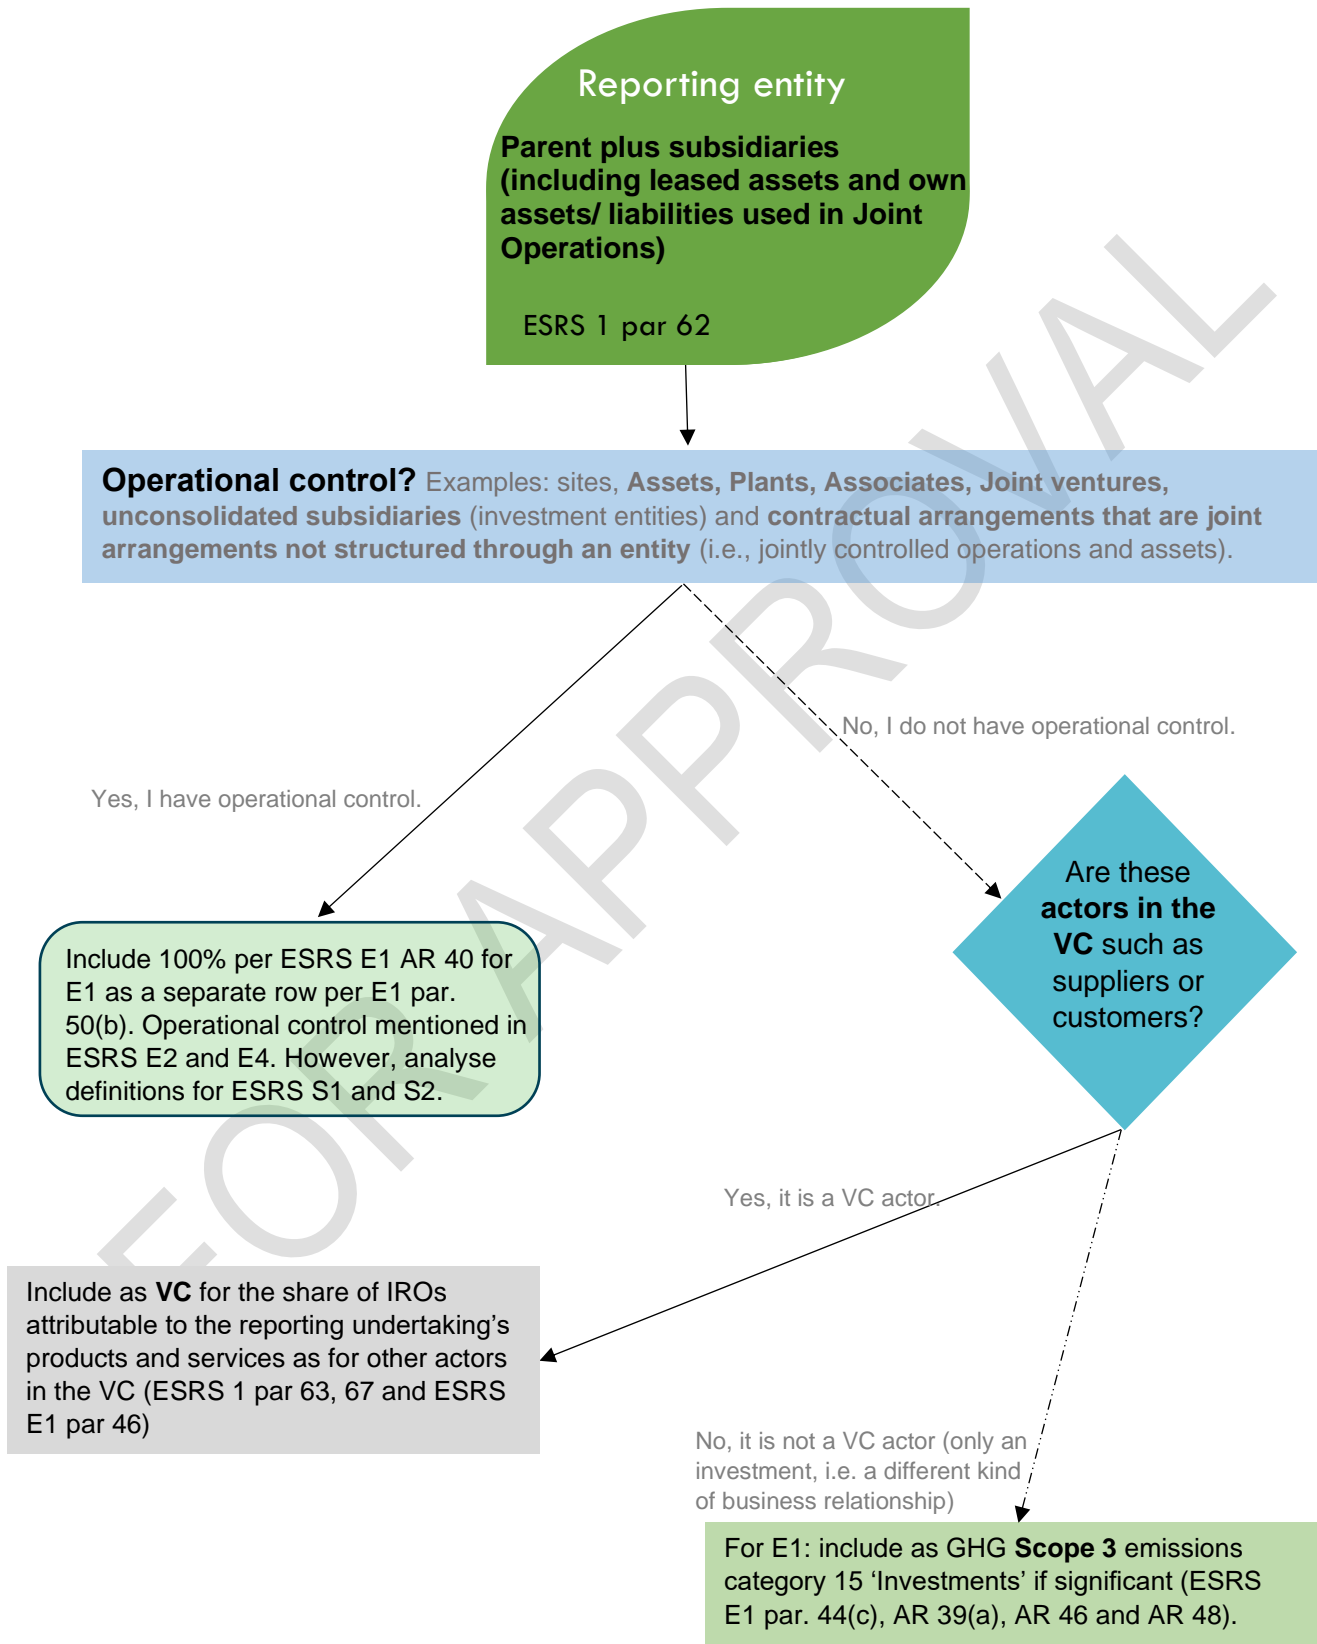 Reporting entity
Parent plus subsidiaries
(including leased assets and own
assets/ liabilities used in Joint
Operations)
ESRS 1 par 62
Operational control? Examples: sites, Assets, Plants, Associates, Joint ventures,
unconsolidated subsidiaries (investment entities) and contractual arrangements that are joint
arrangements not structured through an entity (i.e., jointly controlled operations and assets).
No, I do not have operational control.
Yes, I have operational control.
Are these
actors in the
VC such as
suppliers or
customers?
Include 100% per ESRS E1 AR 40 for
E1 as a separate row per E1 par.
50(b). Operational control mentioned in
ESRS E2 and E4. However, analyse
definitions for ESRS S1 and S2.
Yes, it is a VC actor.
Include as VC for the share of IROs
attributable to the reporting undertaking’s
products and services as for other actors
in the VC (ESRS 1 par 63, 67 and ESRS
E1 par 46)
No, it is not a VC actor (only an
investment, i.e. a different kind
of business relationship)
For E1: include as GHG Scope 3 emissions
category 15 ‘Investments’ if significant (ESRS
E1 par. 44(c), AR 39(a), AR 46 and AR 48).
FOR APPROVAL